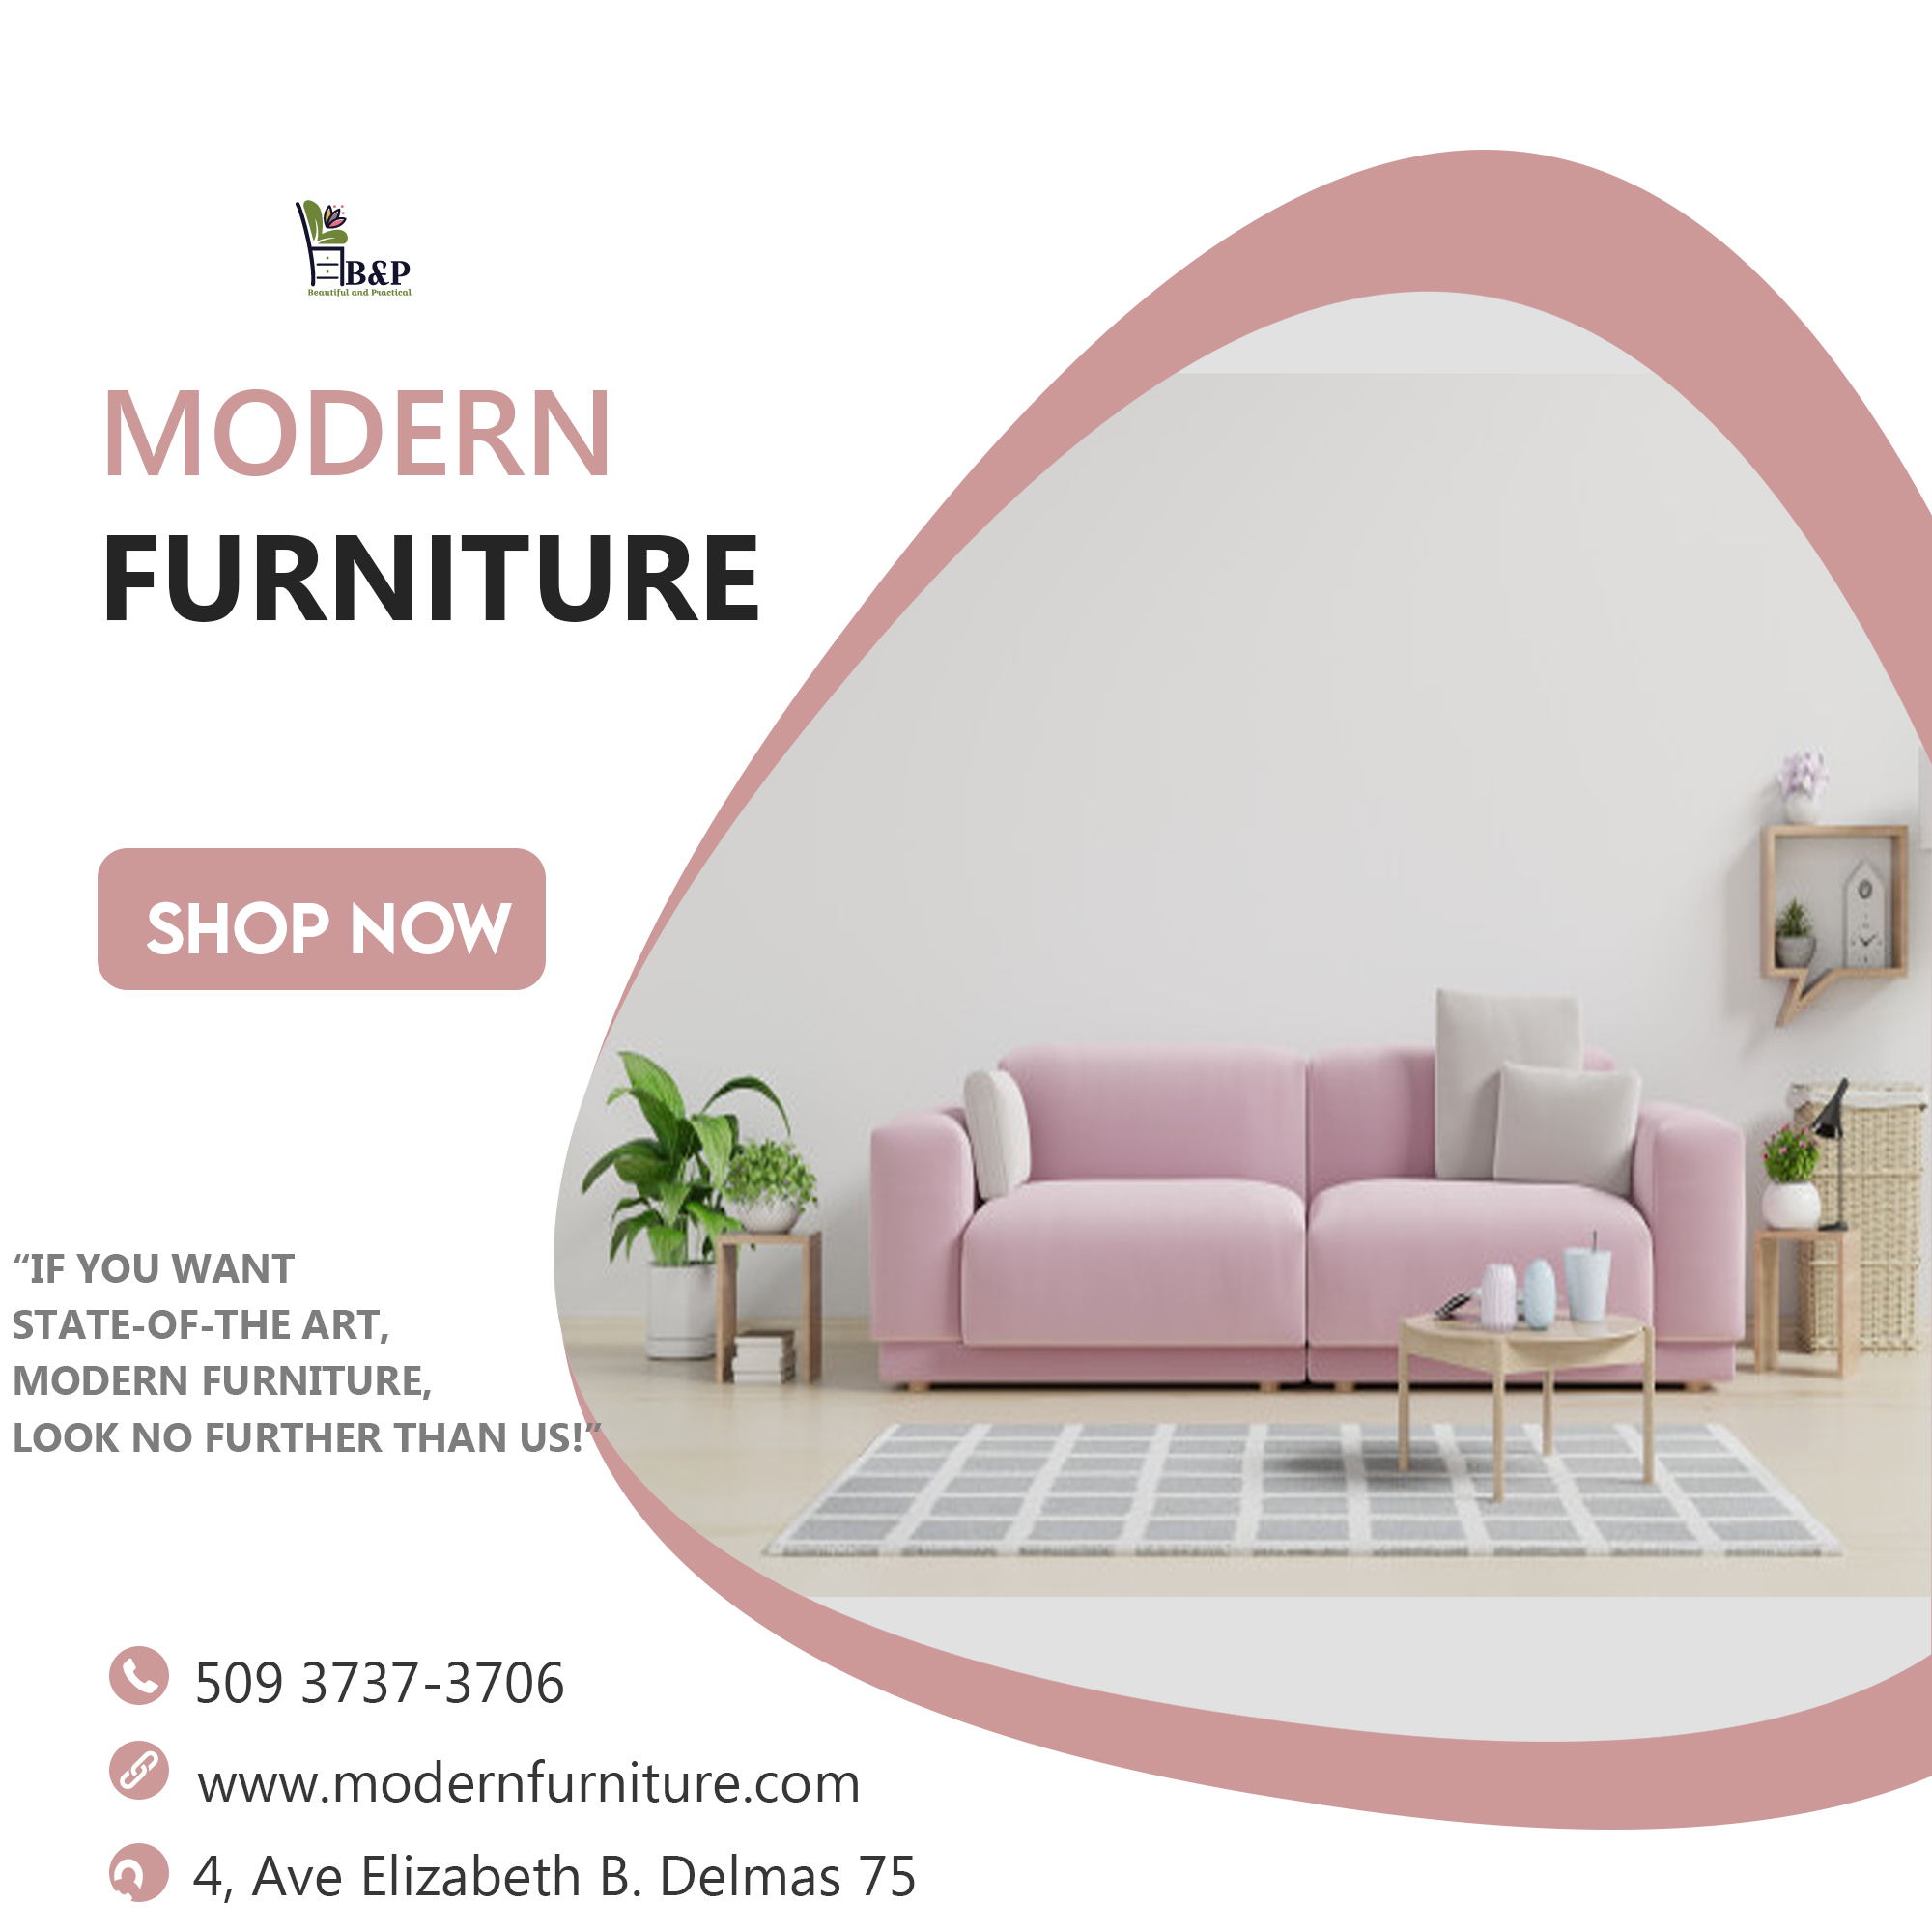 B&P
Beautiful and Practical
MODERN
FURNITURE
SHOP NOW
“IF YOU WANT
STATE-OF-THE ART,
MODERN FURNITURE,
LOOK NO FURTHER THAN US!”
509 3737-3706
www.modernfurniture.com
4, Ave Elizabeth B. Delmas 75